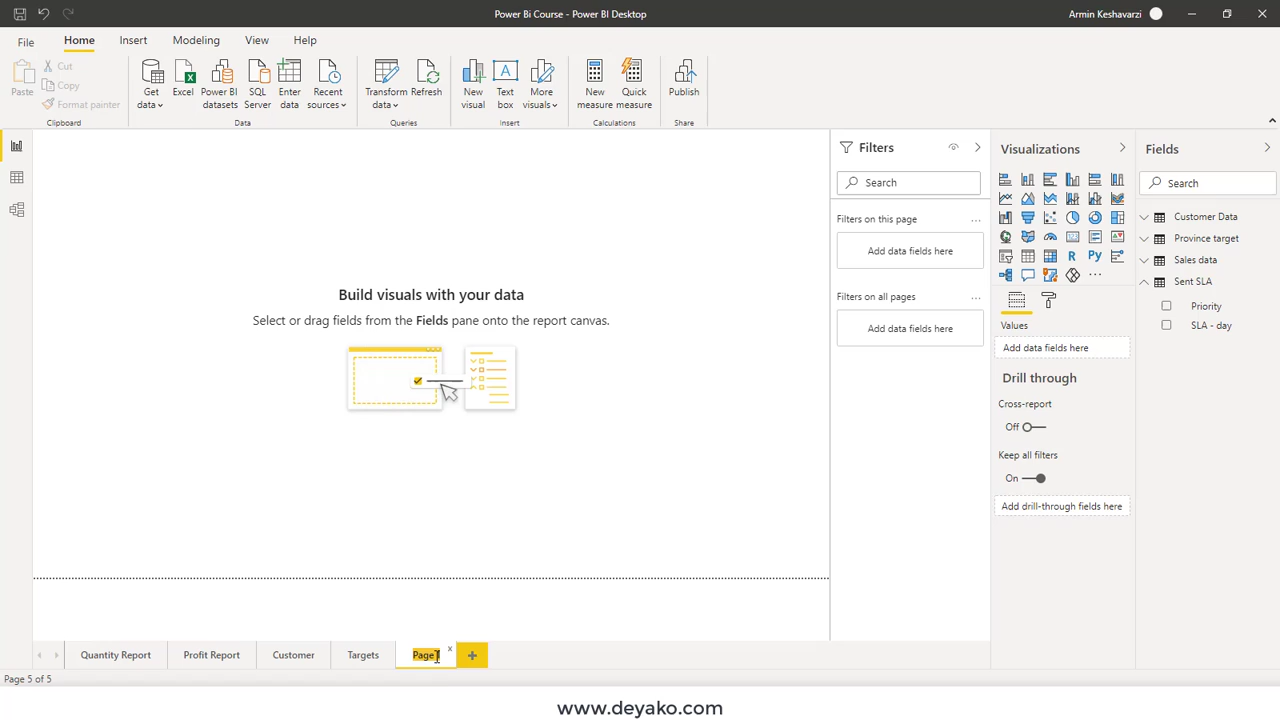 Power Bi Course - Power BI Desktop
Armin Keshavarzi
File
Home
Insert
Modeling
View
Help
Paste
Cut
Copy
Format painter
Clipboard
Get data
Excel
Power BI datasets
SQL Server
Enter data
Recent sources
Data
Transform data
Refresh
Queries
New visual
Text box
More visuals
Insert
New measure
Quick measure
Calculations
Publish
Share
Build visuals with your data
Select or drag fields from the Fields pane onto the report canvas.
Filters
Search
Filters on this page
...
Add data fields here
Filters on all pages
...
Add data fields here
Visualizations
R
Py
...
Values
Add data fields here
Drill through
Cross-report
Off
Keep all filters
On
Add drill-through fields here
Fields
Search
Customer Data
Province target
Sales data
Sent SLA
Priority
SLA - day
Quantity Report
Profit Report
Customer
Targets
Page
x
+
Page 5 of 5
www.deyako.com